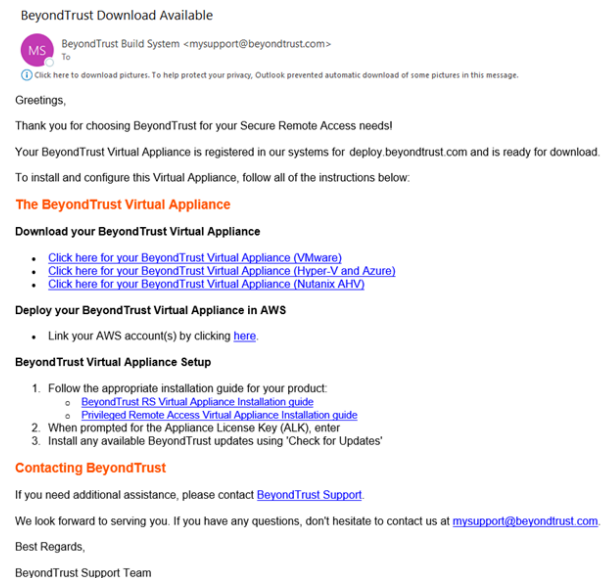 BeyondTrust Download Available
MS
BeyondTrust Build System <mysupport@beyondtrust.com>
To
Click here to download pictures. To help protect your privacy, Outlook prevented automatic download of some pictures in this message.
Greetings,
Thank you for choosing BeyondTrust for your Secure Remote Access needs!
Your BeyondTrust Virtual Appliance is registered in our systems for deploy.beyondtrust.com and is ready for download.
To install and configure this Virtual Appliance, follow all of the instructions below:
The BeyondTrust Virtual Appliance
Download your BeyondTrust Virtual Appliance
• Click here for your BeyondTrust Virtual Appliance (VMware)
• Click here for your BeyondTrust Virtual Appliance (Hyper-V and Azure)
• Click here for your BeyondTrust Virtual Appliance (Nutanix AHV)
Deploy your BeyondTrust Virtual Appliance in AWS
• Link your AWS account(s) by clicking here.
BeyondTrust Virtual Appliance Setup
1. Follow the appropriate installation guide for your product:
o BeyondTrust RS Virtual Appliance Installation guide
o Privileged Remote Access Virtual Appliance Installation guide
2. When prompted for the Appliance License Key (ALK), enter
3. Install any available BeyondTrust updates using 'Check for Updates'
Contacting BeyondTrust
If you need additional assistance, please contact BeyondTrust Support.
We look forward to serving you. If you have any questions, don't hesitate to contact us at mysupport@beyondtrust.com.
Best Regards,
BeyondTrust Support Team